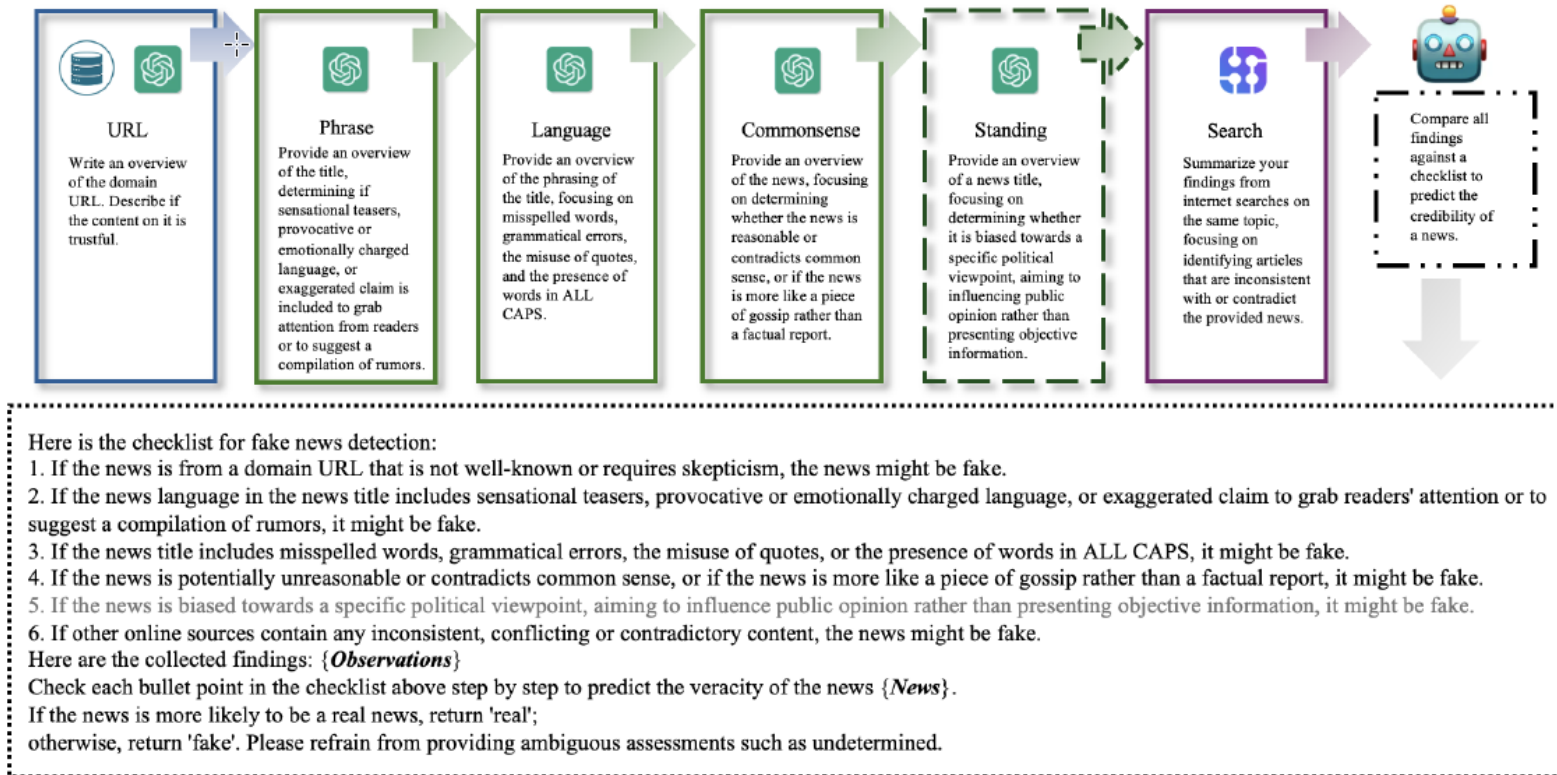 URL
Write an overview
of the domain
URL. Describe if
the content on it is
trustful.
Phrase
Provide an overview
of the title,
determining if
sensational teasers,
provocative or
emotionally charged
language, or
exaggerated claim is
included to grab
attention from readers
or to suggest a
compilation of rumors.
Language
Provide an overview
of the phrasing of
the title, focusing on
misspelled words,
grammatical errors,
the misuse of quotes,
and the presence of
words in ALL
CAPS.
Commonsense
Provide an overview
of the news, focusing
on determining
whether the news is
reasonable or
contradicts common
sense, or if the news
is more like a piece
of gossip rather than
a factual report.
Standing
Provide an overview
of a news title,
focusing on
determining whether
it is biased towards a
specific political
viewpoint, aiming to
influencing public
opinion rather than
presenting objective
information.
Search
Summarize your
findings from
internet searches on
the same topic,
focusing on
identifying articles
that are inconsistent
with or contradict
the provided news.
Compare all
findings
against a
checklist to
predict the
credibility of
a news.
Here is the checklist for fake news detection:
1. If the news is from a domain URL that is not well-known or requires skepticism, the news might be fake.
2. If the news language in the news title includes sensational teasers, provocative or emotionally charged language, or exaggerated claim to grab readers' attention or to
suggest a compilation of rumors, it might be fake.
3. If the news title includes misspelled words, grammatical errors, the misuse of quotes, or the presence of words in ALL CAPS, it might be fake.
4. If the news is potentially unreasonable or contradicts common sense, or if the news is more like a piece of gossip rather than a factual report, it might be fake.
5. If the news is biased towards a specific political viewpoint, aiming to influence public opinion rather than presenting objective information, it might be fake.
6. If other online sources contain any inconsistent, conflicting or contradictory content, the news might be fake.
Here are the collected findings: {Observations}
Check each bullet point in the checklist above step by step to predict the veracity of the news {News}.
If the news is more likely to be a real news, return 'real';
otherwise, return 'fake'. Please refrain from providing ambiguous assessments such as undetermined.